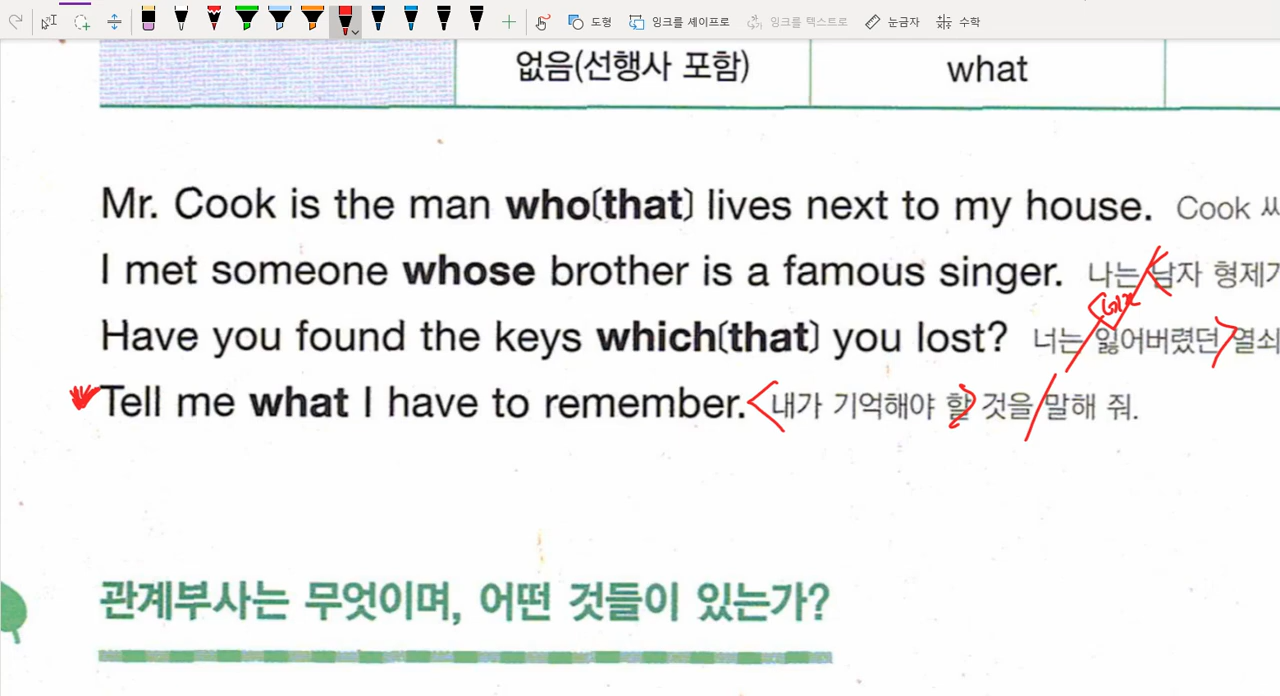 도형 잉크를 셰이프로 잉크를 텍스트로 눈금자 수학
없음(선행사 포함) what
Mr. Cook is the man who(that) lives next to my house. Cook 씨
I met someone whose brother is a famous singer. 나는 남자 형제가
Have you found the keys which(that) you lost? 너는 잃어버렸던 열쇠
Tell me what I have to remember. 내가 기억해야 할 것을 말해 줘.
관계부사는 무엇이며, 어떤 것들이 있는가?